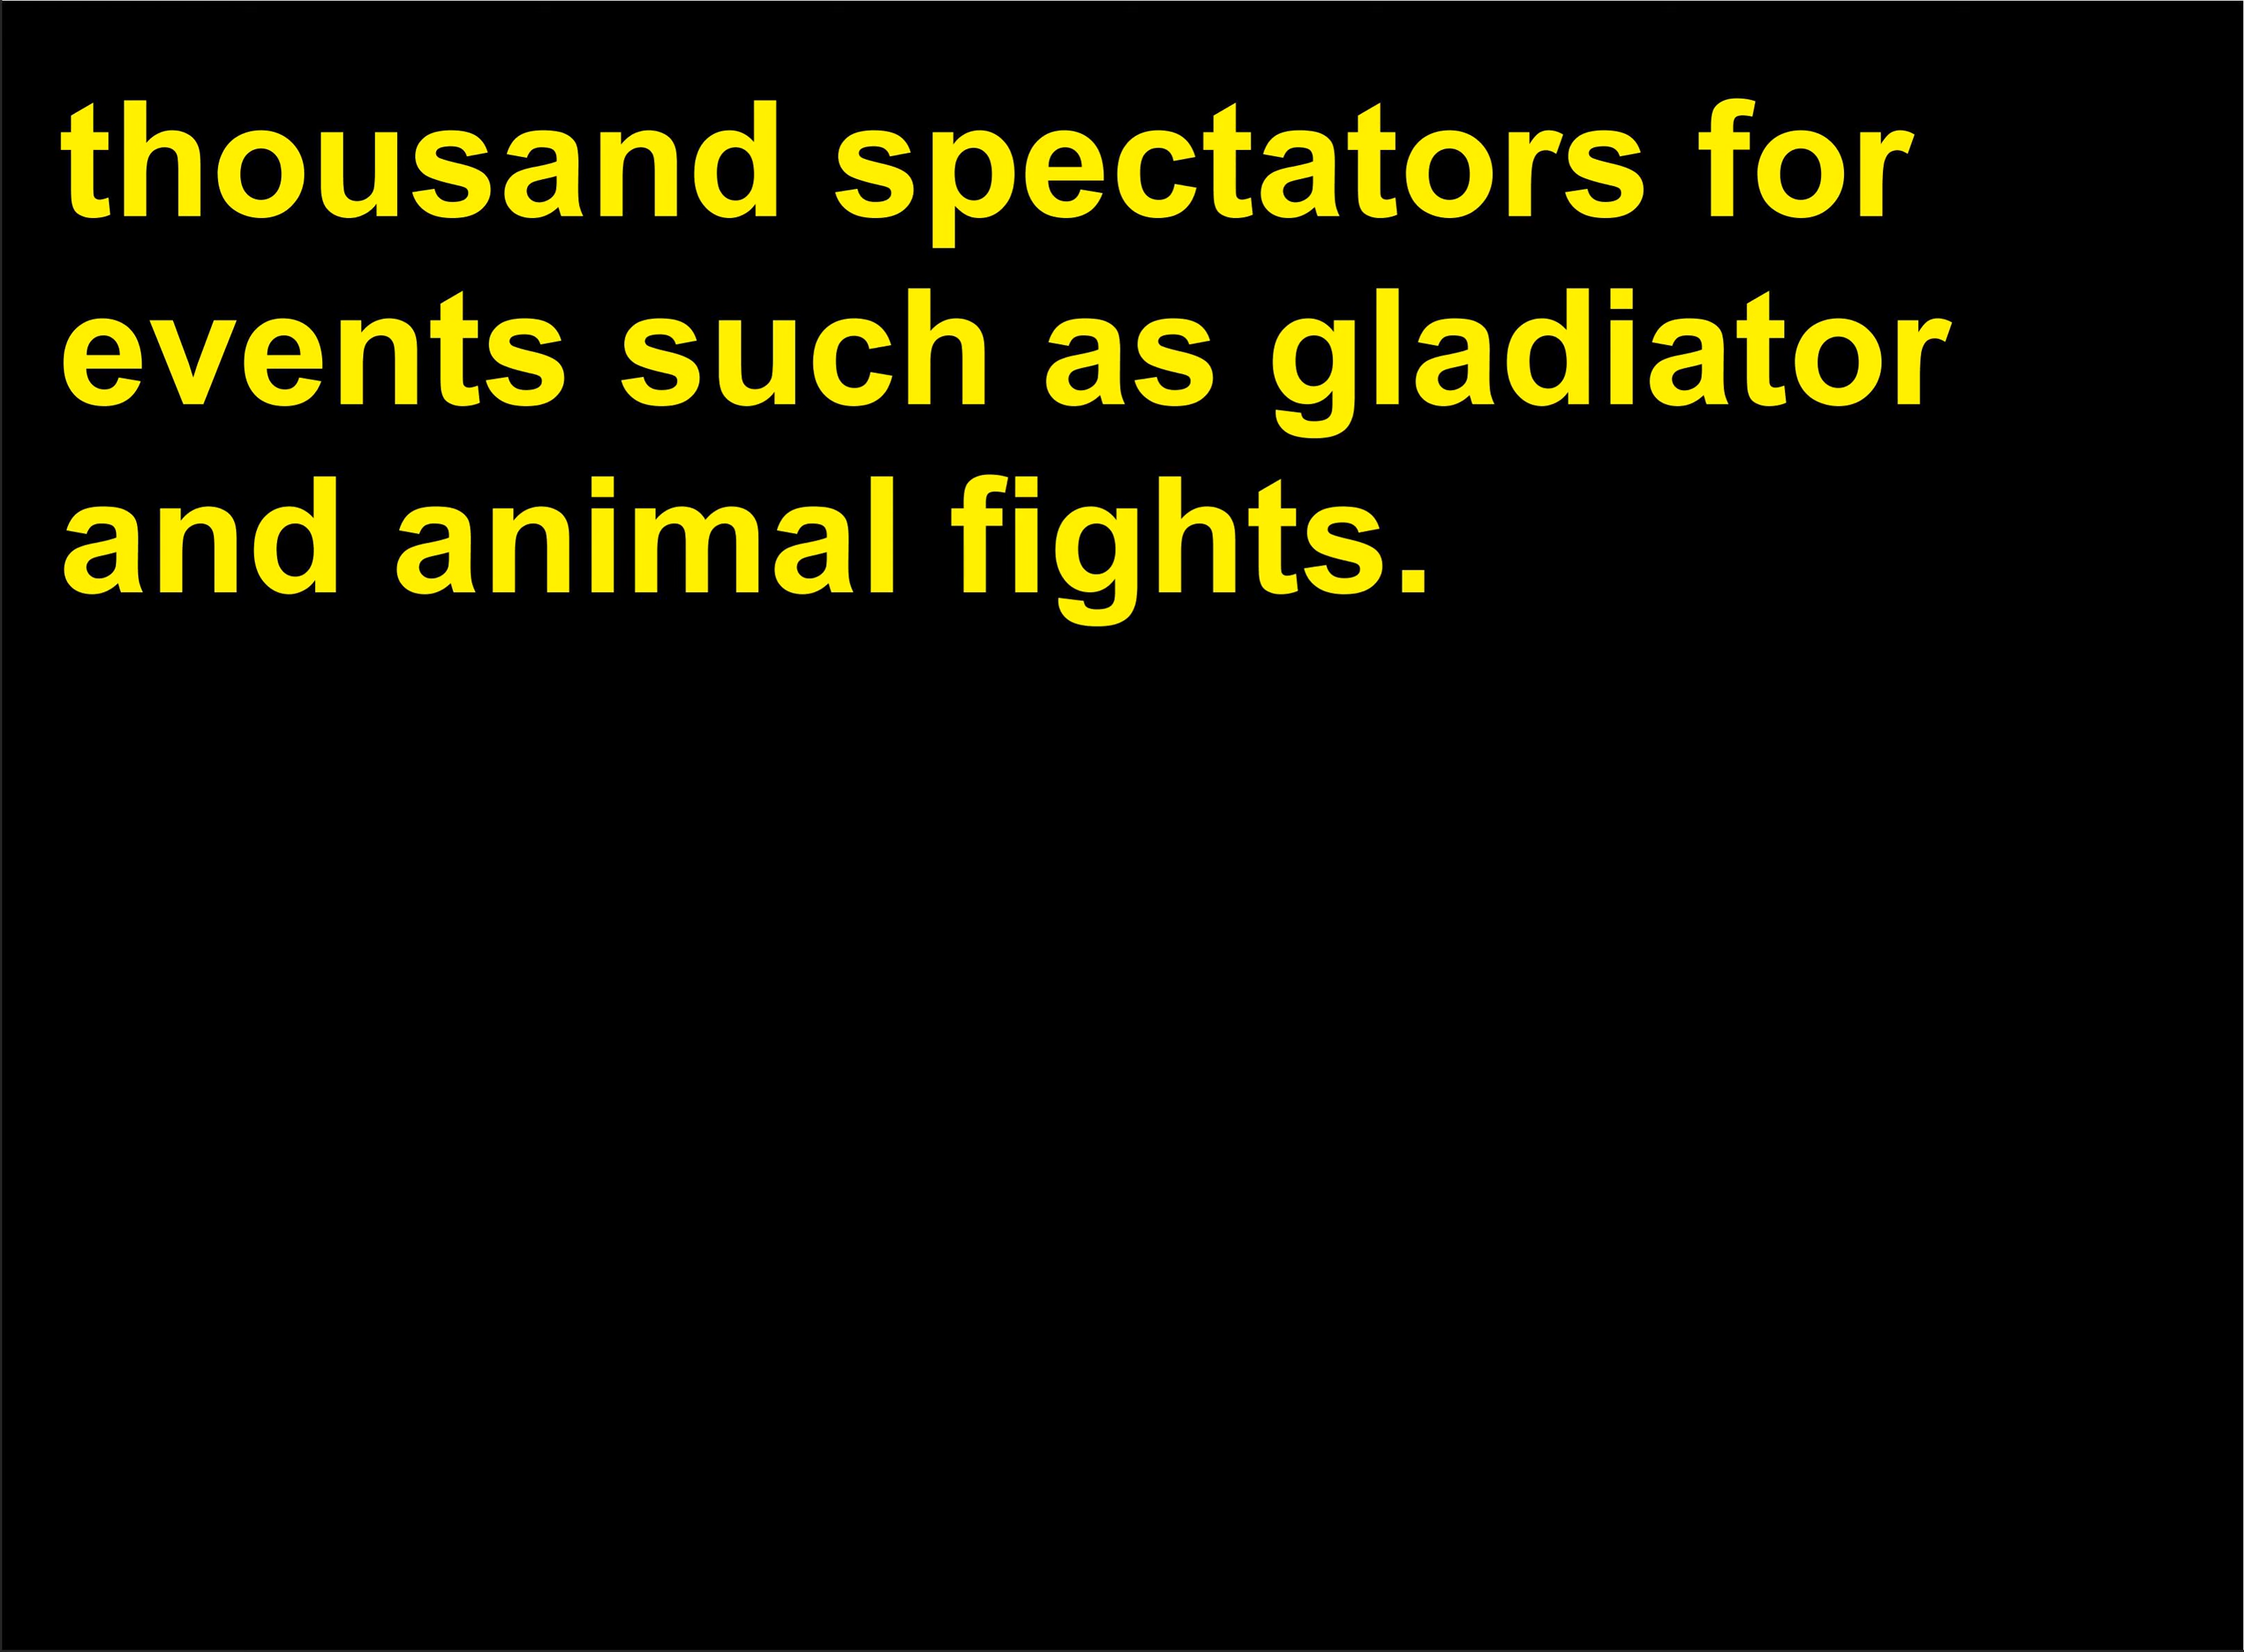 thousand spectators for
events such as gladiator
and animal fights.